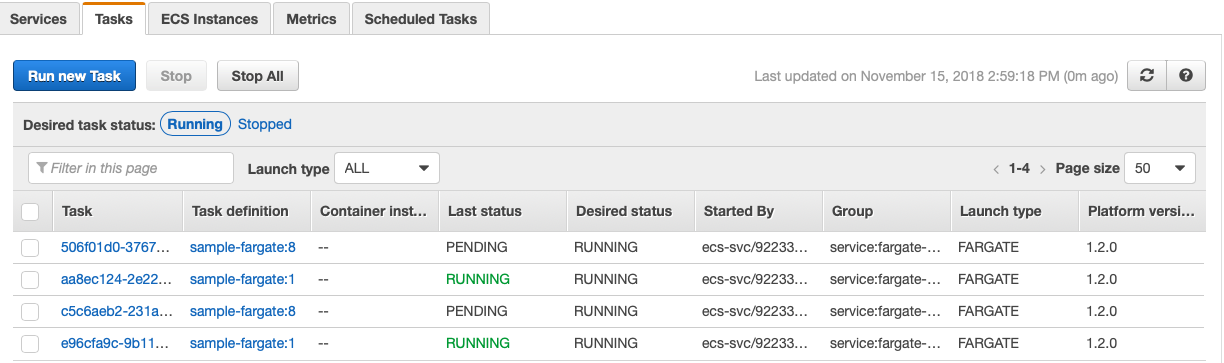 Services Tasks ECS Instances Metrics Scheduled Tasks
Run new Task Stop Stop All Last updated on November 15, 2018 2:59:18 PM (0m ago)
Desired task status: Running Stopped
Filter in this page Launch type ALL 1-4 Page size 50
Task Task definition Container inst... Last status Desired status Started By Group Launch type Platform versi...
506f01d0-3767... sample-fargate:8 -- PENDING RUNNING ecs-svc/92233... service:fargate-... FARGATE 1.2.0
aa8ec124-2e22... sample-fargate:1 -- RUNNING RUNNING ecs-svc/92233... service:fargate-... FARGATE 1.2.0
c5c6aeb2-231a... sample-fargate:8 -- PENDING RUNNING ecs-svc/92233... service:fargate-... FARGATE 1.2.0
e96cfa9c-9b11... sample-fargate:1 -- RUNNING RUNNING ecs-svc/92233... service:fargate-... FARGATE 1.2.0